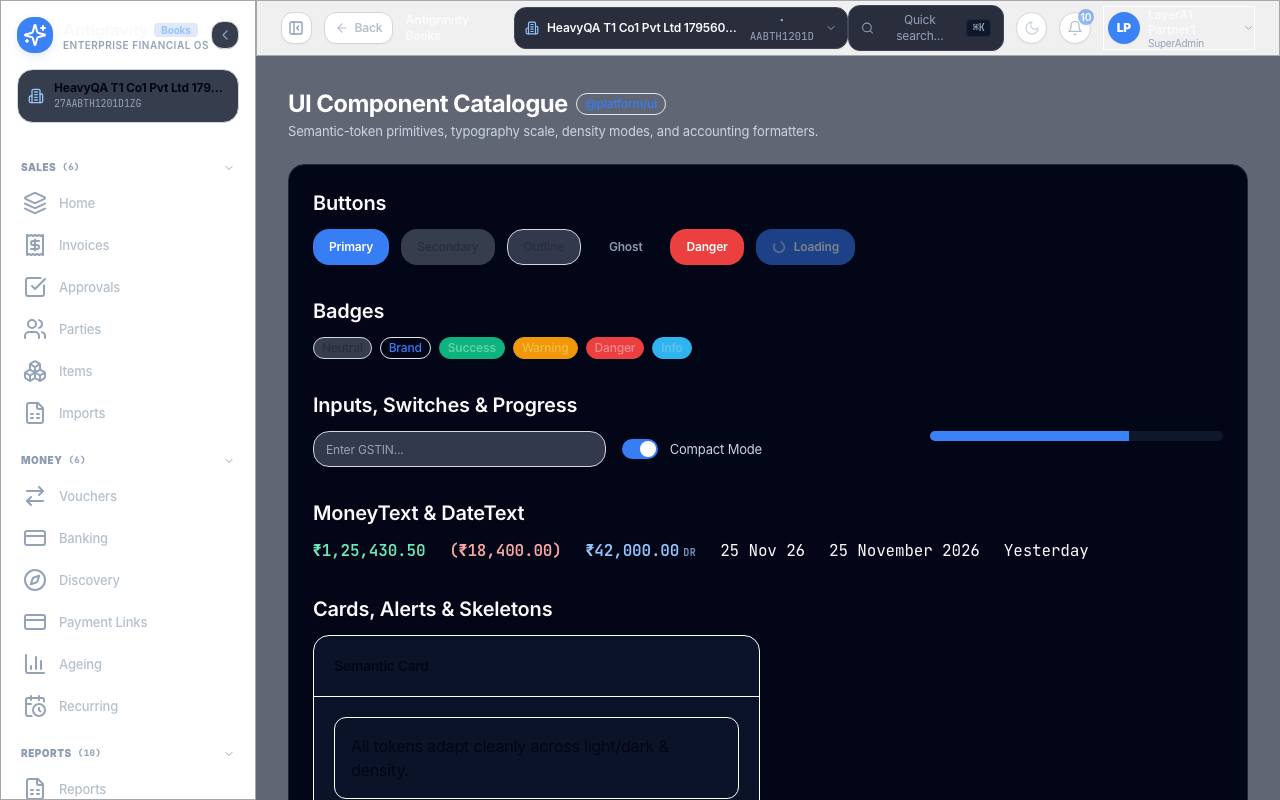 Antigravity Books
ENTERPRISE FINANCIAL OS
HeavyQA T1 Co1 Pvt Ltd 179...
27AABTH1201D1ZG
SALES (6)
Home
Invoices
Approvals
Parties
Items
Imports
MONEY (6)
Vouchers
Banking
Discovery
Payment Links
Ageing
Recurring
REPORTS (10)
Reports
Back
Antigravity
Books
HeavyQA T1 Co1 Pvt Ltd 179560...
• AABTH1201D
Quick search...
⌘K
10
LP
LayerA1
Partner1
SuperAdmin
UI Component Catalogue
@platform/ui
Semantic-token primitives, typography scale, density modes, and accounting formatters.
Buttons
Primary Secondary Outline Ghost Danger Loading
Badges
Neutral Brand Success Warning Danger Info
Inputs, Switches & Progress
Enter GSTIN...
Compact Mode
MoneyText & DateText
₹1,25,430.50 (₹18,400.00) ₹42,000.00 DR 25 Nov 26 25 November 2026 Yesterday
Cards, Alerts & Skeletons
Semantic Card
All tokens adapt cleanly across light/dark &
density.